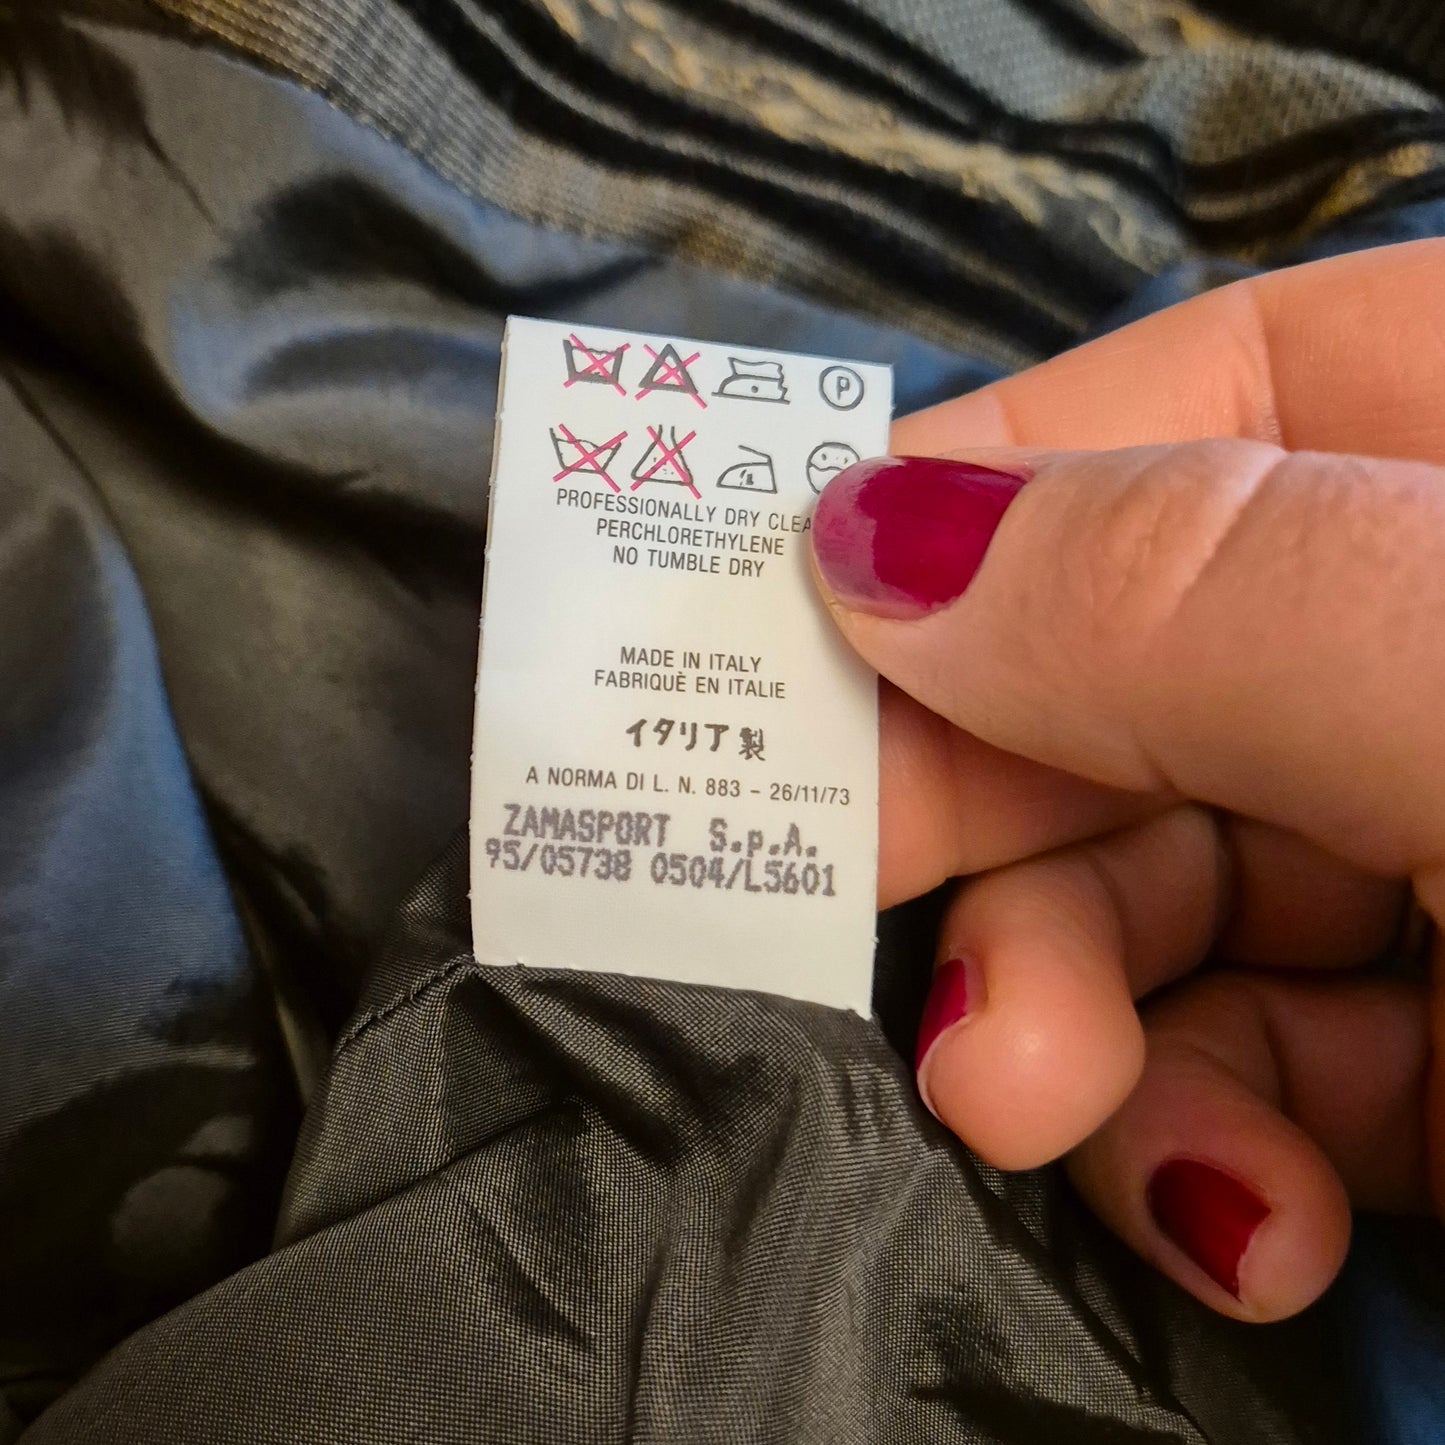 P
PROFESSIONALLY DRY CLEA
PERCHLORETHYLENE
NO TUMBLE DRY
MADE IN ITALY
FABRIQUÈ EN ITALIE
イタリア製
A NORMA DI L. N. 883 - 26/11/73
ZAMASPORT S.p.A.
95/05738 0504/L5601